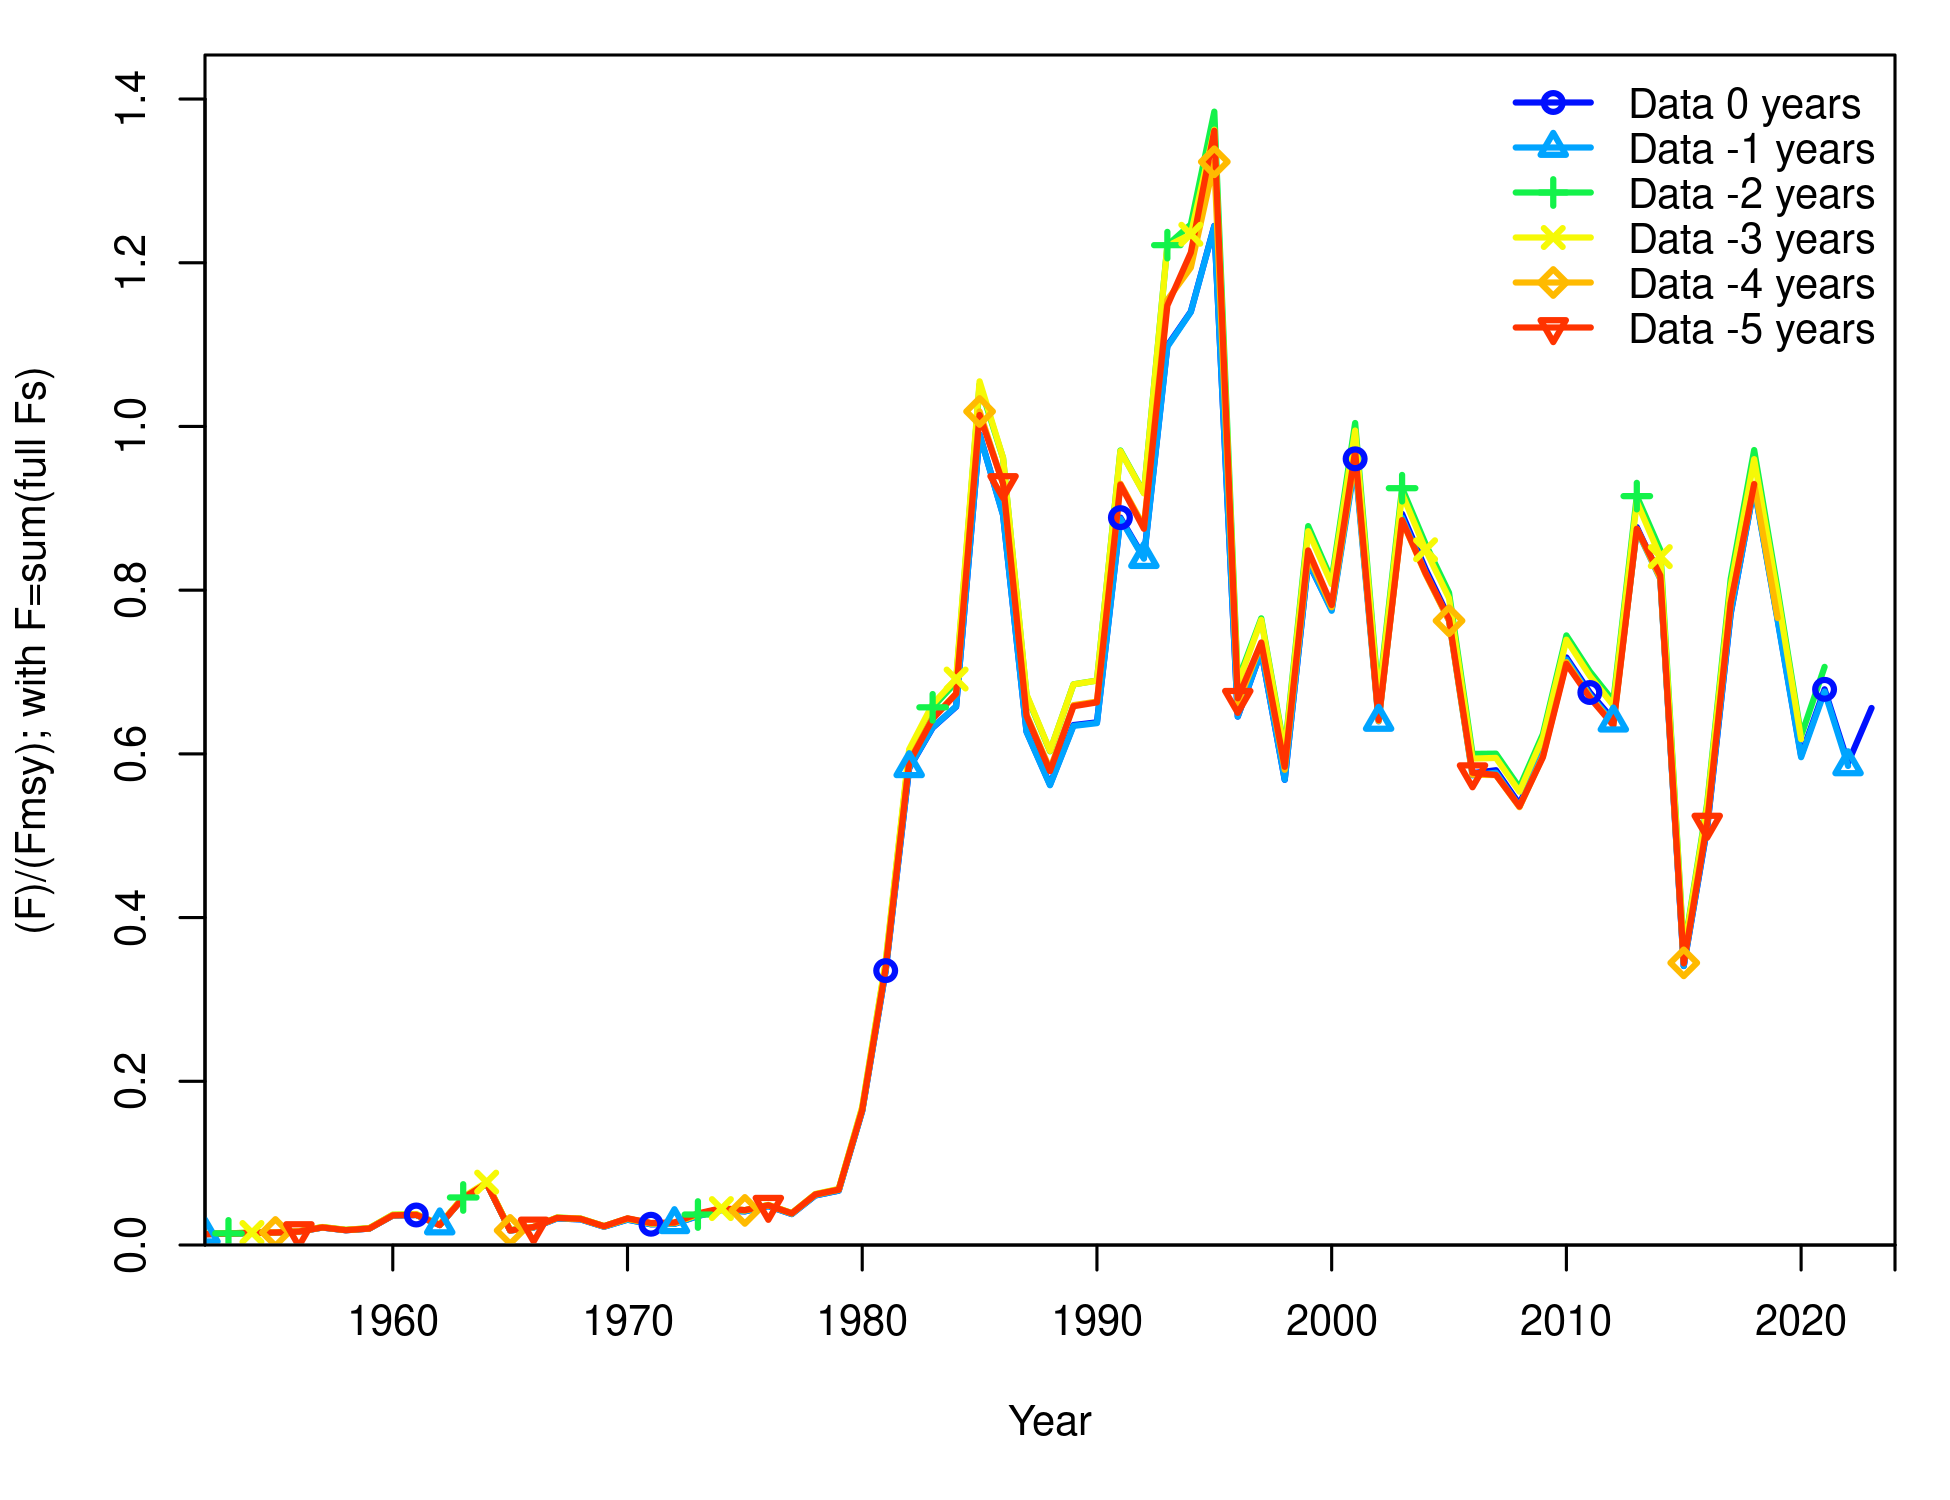 (F)/(Fmsy); with F=sum(full Fs)
1.4
1.2
1.0
0.8
0.6
0.4
0.2
0.0
Data 0 years
Data -1 years
Data -2 years
Data -3 years
Data -4 years
Data -5 years
1960 1970 1980 1990 2000 2010 2020
Year